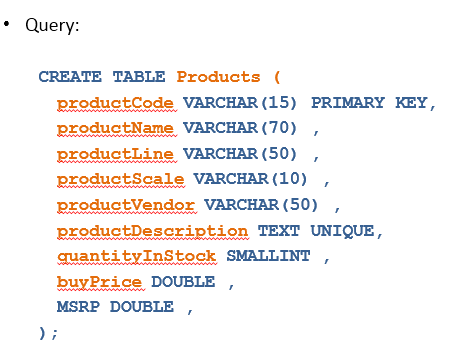 • Query:
CREATE TABLE Products (
productCode VARCHAR(15) PRIMARY KEY,
productName VARCHAR(70) ,
productLine VARCHAR(50) ,
productScale VARCHAR(10) ,
productVendor VARCHAR(50) ,
productDescription TEXT UNIQUE,
quantityInStock SMALLINT ,
buyPrice DOUBLE ,
MSRP DOUBLE ,
);